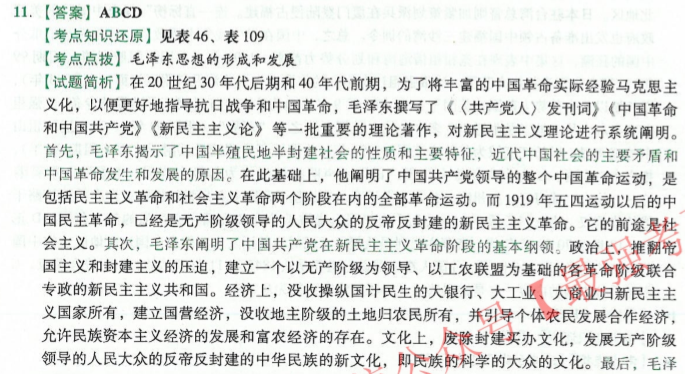 11.【答案】ABCD
【考点知识还原】见表46、表109
【考点点拨】毛泽东思想的形成和发展
【试题简析】在20世纪30年代后期和40年代前期，为了将丰富的中国革命实际经验马克思主
义化，以便更好地指导抗日战争和中国革命，毛泽东撰写了《〈共产党人〉发刊词》《中国革命
和中国共产党》《新民主主义论》等一批重要的理论著作，对新民主主义理论进行系统阐明。
首先，毛泽东揭示了中国半殖民地半封建社会的性质和主要特征，近代中国社会的主要矛盾和
中国革命发生和发展的原因。在此基础上，他阐明了中国共产党领导的整个中国革命运动，是
包括民主主义革命和社会主义革命两个阶段在内的全部革命运动。而1919年五四运动以后的中
国民主革命，已经是无产阶级领导的人民大众的反帝反封建的新民主主义革命。它的前途是社
会主义。其次，毛泽东阐明了中国共产党在新民主主义革命阶段的基本纲领。政治上，推翻帝
国主义和封建主义的压迫，建立一个以无产阶级为领导、以工农联盟为基础的各革命阶级联合
专政的新民主主义共和国。经济上，没收操纵国计民生的大银行、大工业、大商业归新民主主
义国家所有，建立国营经济，没收地主阶级的土地归农民所有，并引导个体农民发展合作经济，
允许民族资本主义经济的发展和富农经济的存在。文化上，废除封建买办文化，发展无产阶级
领导的人民大众的反帝反封建的中华民族的新文化，即民族的科学的大众的文化。最后，毛泽
公众号【最强考